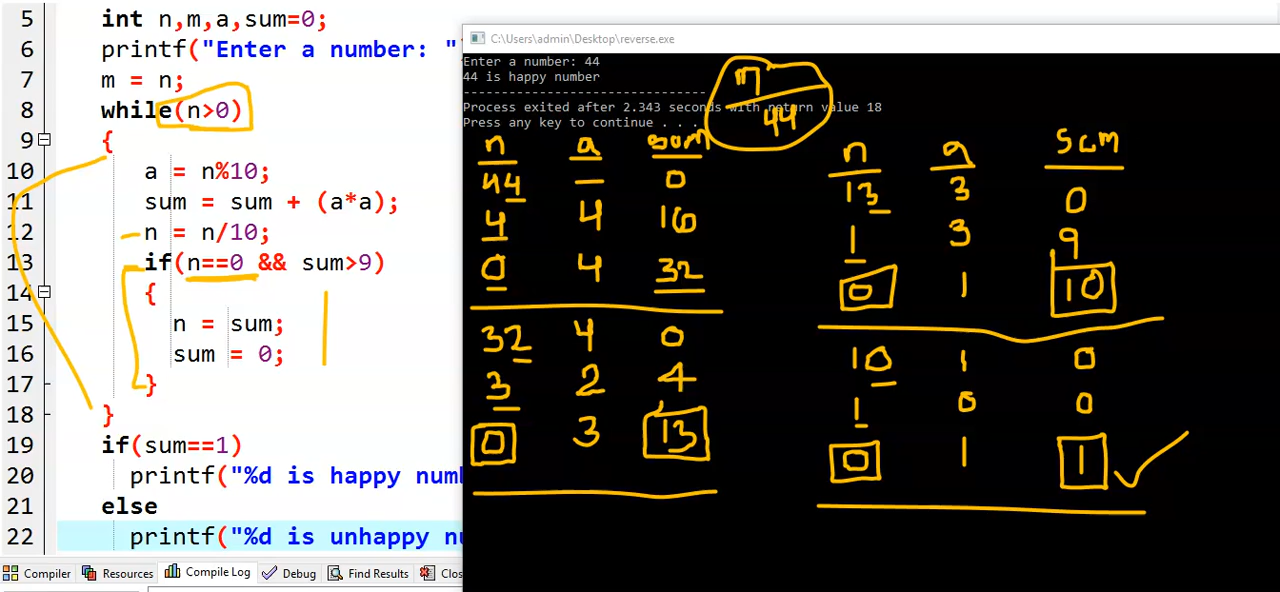 5 int n,m,a,sum=0;
6 printf("Enter a number: "
7 m = n;
8 while(n>0)
9 {
10 a = n%10;
11 sum = sum + (a*a);
12 n = n/10;
13 if(n==0 && sum>9)
14 {
15 n = sum;
16 sum = 0;
17 }
18 }
19 if(sum==1)
20 printf("%d is happy num
21 else
22 printf("%d is unhappy nu
Compiler Resources Compile Log Debug Find Results Clos
C:\Users\admin\Desktop\reverse.exe
Enter a number: 44
44 is happy number
--------------------------------
Process exited after 2.343 seconds with return value 18
Press any key to continue . . .
m
44
n a sum
44 — 0
4 4 16
0 4 32
32 4 0
3 2 4
0 3 13
n a sum
13 3 0
1 3 9
0 1 10
10 1 0
1 0 0
0 1 1